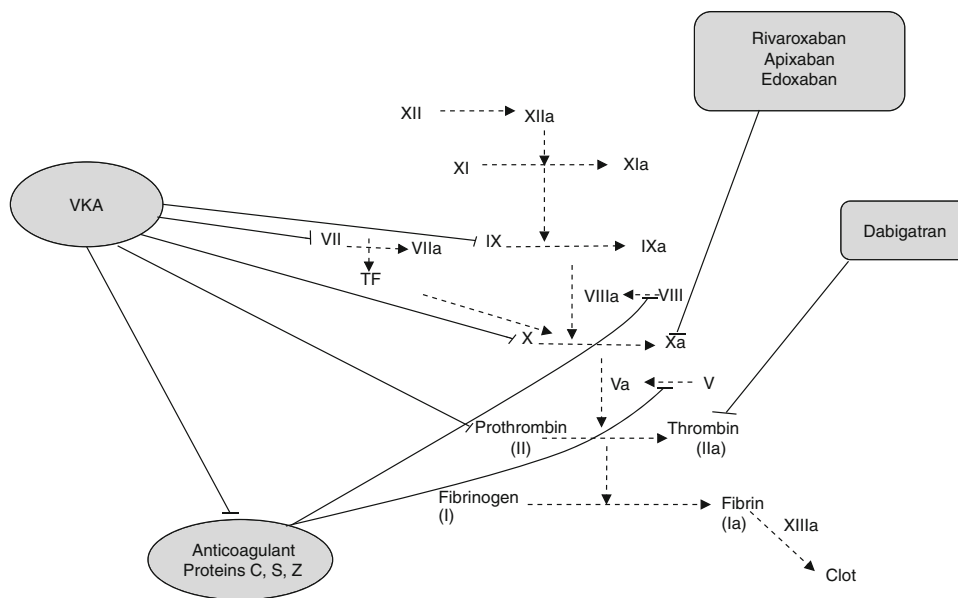 Rivaroxaban
Apixaban
Edoxaban
XII
XIIa
XI
XIa
VKA
VII
VIIa
IX
IXa
Dabigatran
TF
VIIIa
VIII
X
Xa
Va
V
Prothrombin
(II)
Thrombin
(IIa)
Fibrinogen
(I)
Fibrin
(Ia)
XIIIa
Anticoagulant
Proteins C, S, Z
Clot